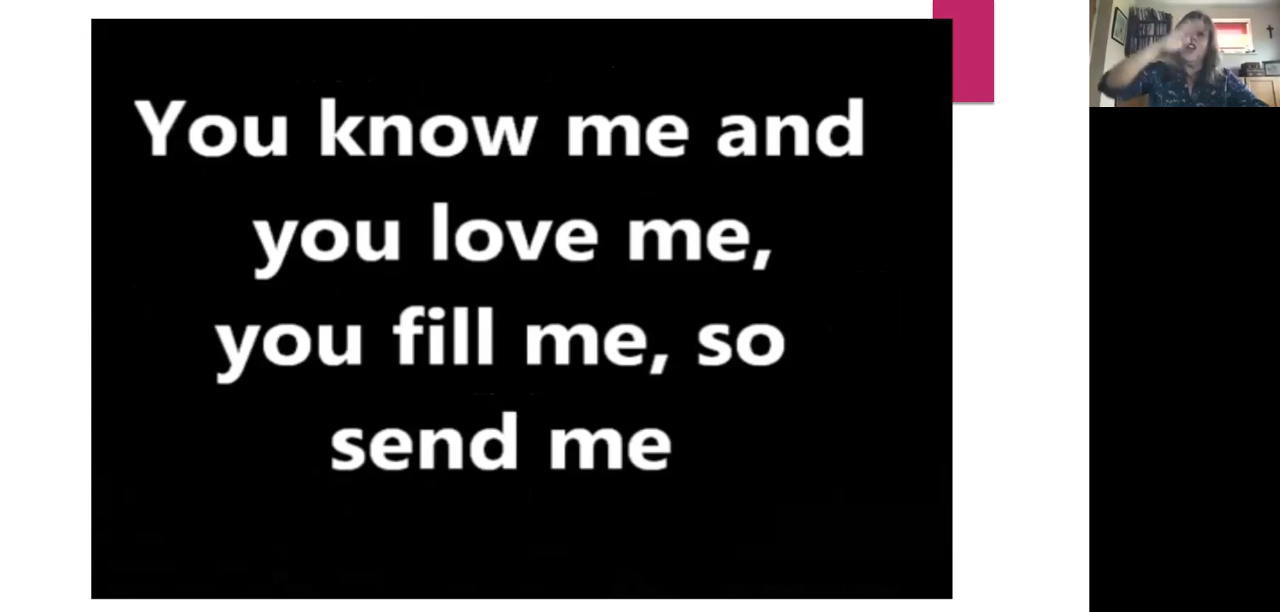 You know me and
you love me,
you fill me, so
send me